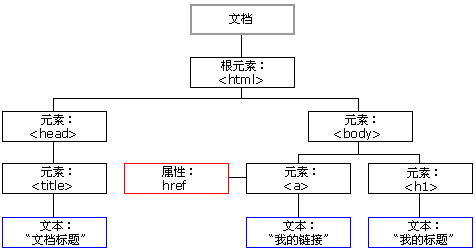 文档
根元素：
<html>
元素：
<head>
元素：
<body>
元素：
<title>
属性：
href
元素：
<a>
元素：
<h1>
文本：
“文档标题”
文本：
“我的链接”
文本：
“我的标题”